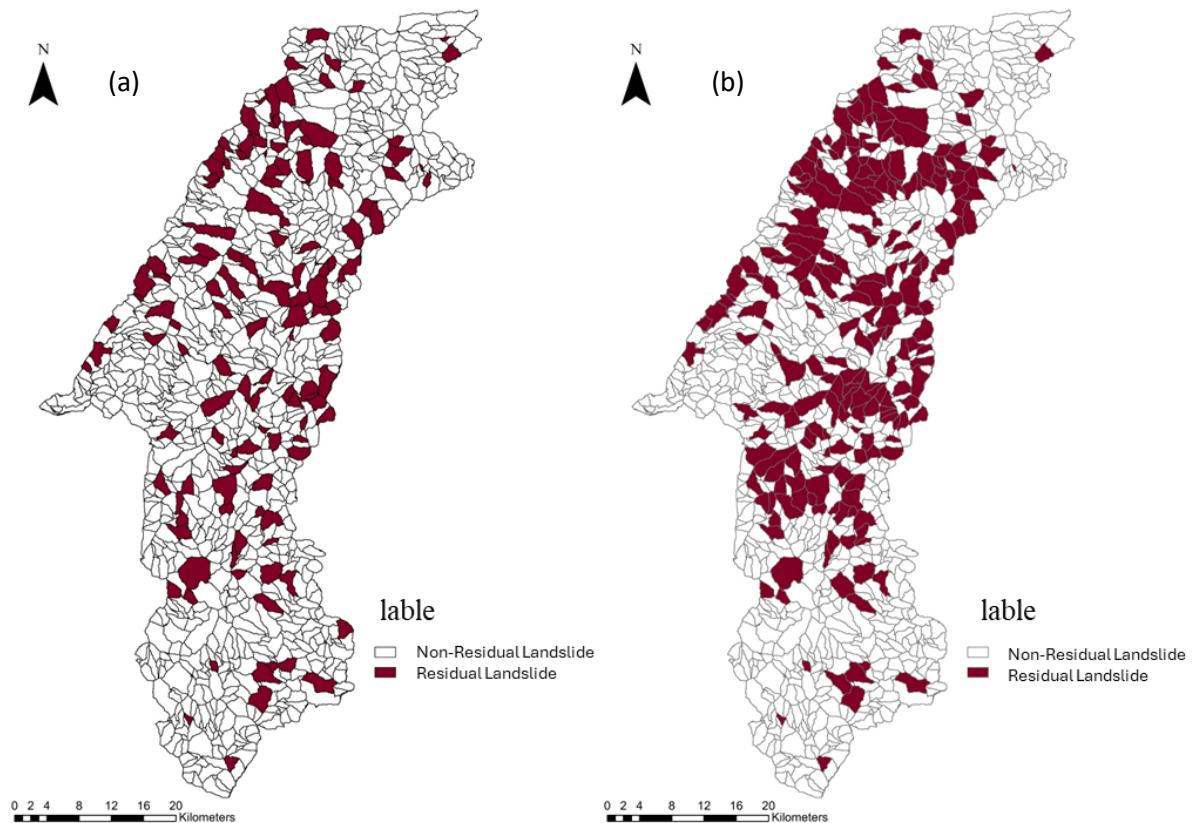 N
(a)
lable
Non-Residual Landslide
Residual Landslide
0 2 4 8 12 16 20
Kilometers
N
(b)
lable
Non-Residual Landslide
Residual Landslide
0 2 4 8 12 16 20
Kilometers